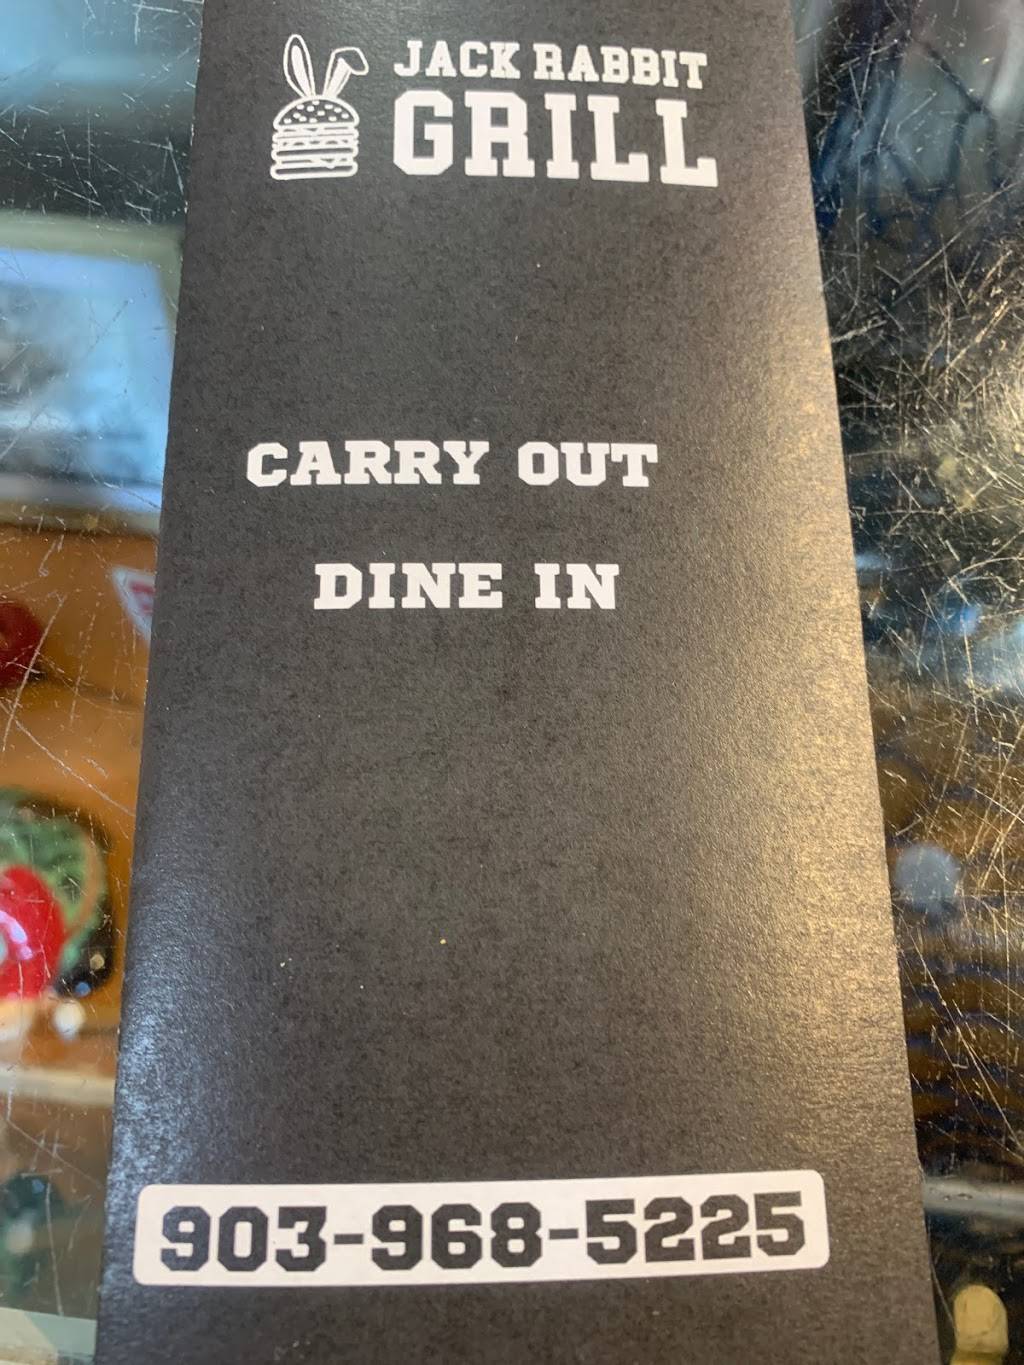 JACK RABBIT
GRILL
CARRY OUT
DINE IN
903-968-5225